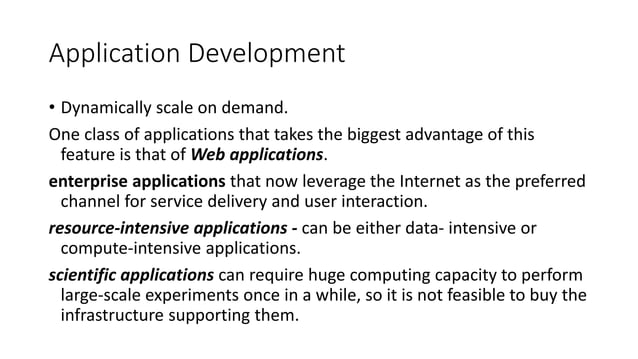 Application Development
• Dynamically scale on demand.
One class of applications that takes the biggest advantage of this
feature is that of Web applications.
enterprise applications that now leverage the Internet as the preferred
channel for service delivery and user interaction.
resource-intensive applications - can be either data- intensive or
compute-intensive applications.
scientific applications can require huge computing capacity to perform
large-scale experiments once in a while, so it is not feasible to buy the
infrastructure supporting them.